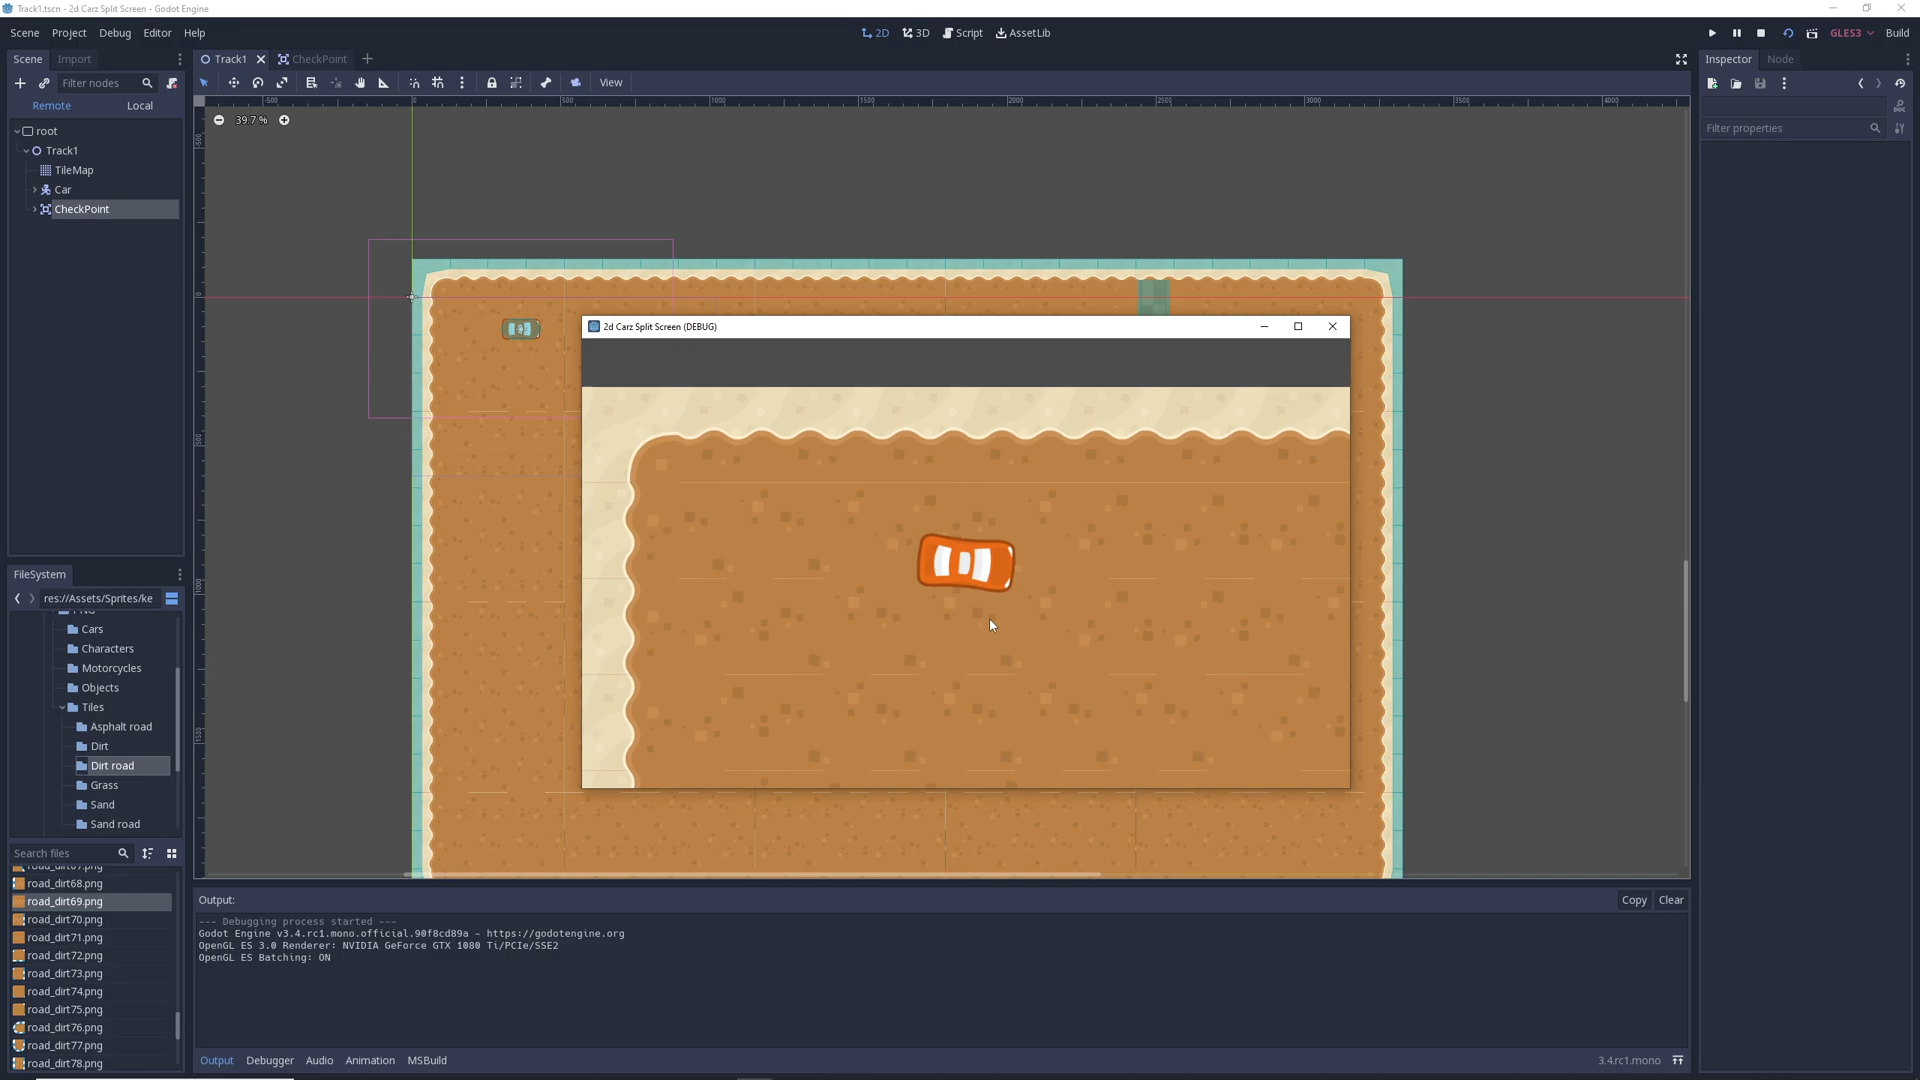 Track1.tscn - 2d Carz Split Screen - Godot Engine
Scene Project Debug Editor Help
2D 3D Script AssetLib
GLES3 Build
Scene Import
Track1 CheckPoint
Inspector Node
Filter nodes
View
Remote Local
-500 0 500 1000 1500 2000 2500 3000 3500 4000
39.7 %
Filter properties
root
Track1
TileMap
Car
CheckPoint
2d Carz Split Screen (DEBUG)
FileSystem
res://Assets/Sprites/ke
PNG
Cars
Characters
Motorcycles
Objects
Tiles
Asphalt road
Dirt
Dirt road
Grass
Sand
Sand road
Search files
road_dirt67.png
road_dirt68.png
road_dirt69.png
road_dirt70.png
road_dirt71.png
road_dirt72.png
road_dirt73.png
road_dirt74.png
road_dirt75.png
road_dirt76.png
road_dirt77.png
road_dirt78.png
Output:
Copy Clear
--- Debugging process started ---
Godot Engine v3.4.rc1.mono.official.90f8cd89a - https://godotengine.org
OpenGL ES 3.0 Renderer: NVIDIA GeForce GTX 1080 Ti/PCIe/SSE2
OpenGL ES Batching: ON
Output Debugger Audio Animation MSBuild
3.4.rc1.mono